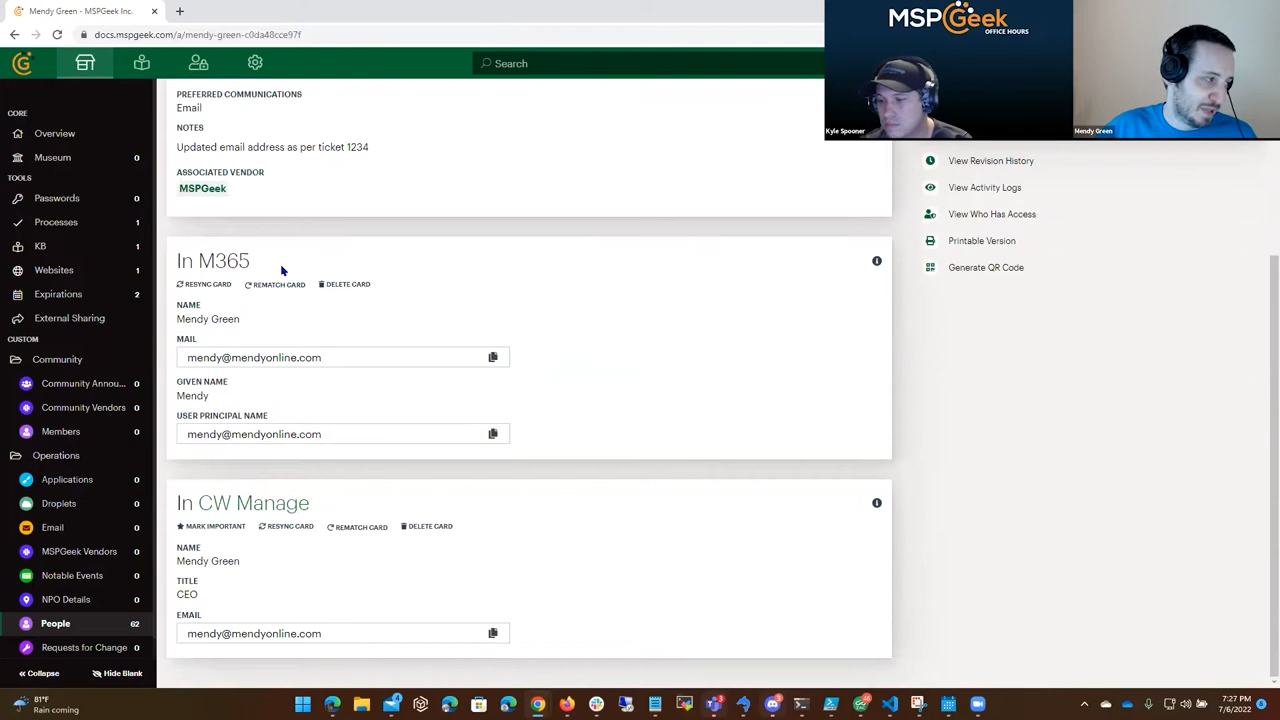 Mendy Green - MSPGeek Inc.
docs.mspgeek.com/a/mendy-green-c0da48cce97f
Search
MSPGeek
OFFICE HOURS
Kyle Spooner
Mendy Green
CORE
Overview
Museum 0
TOOLS
Passwords 0
Processes 1
KB 1
Websites 1
Expirations 2
External Sharing
CUSTOM
Community
Community Annou... 0
Community Vendors 0
Members 0
Operations
Applications 0
Droplets 0
Email 0
MSPGeek Vendors 0
Notable Events 0
NPO Details 0
People 62
Requests for Change 0
Collapse Hide Blank
PREFERRED COMMUNICATIONS
Email
NOTES
Updated email address as per ticket 1234
ASSOCIATED VENDOR
MSPGeek
In M365
RESYNC CARD REMATCH CARD DELETE CARD
NAME
Mendy Green
MAIL
mendy@mendyonline.com
GIVEN NAME
Mendy
USER PRINCIPAL NAME
mendy@mendyonline.com
In CW Manage
MARK IMPORTANT RESYNC CARD REMATCH CARD DELETE CARD
NAME
Mendy Green
TITLE
CEO
EMAIL
mendy@mendyonline.com
View Revision History
View Activity Logs
View Who Has Access
Printable Version
Generate QR Code
81°F
Rain coming
7:27 PM
7/6/2022